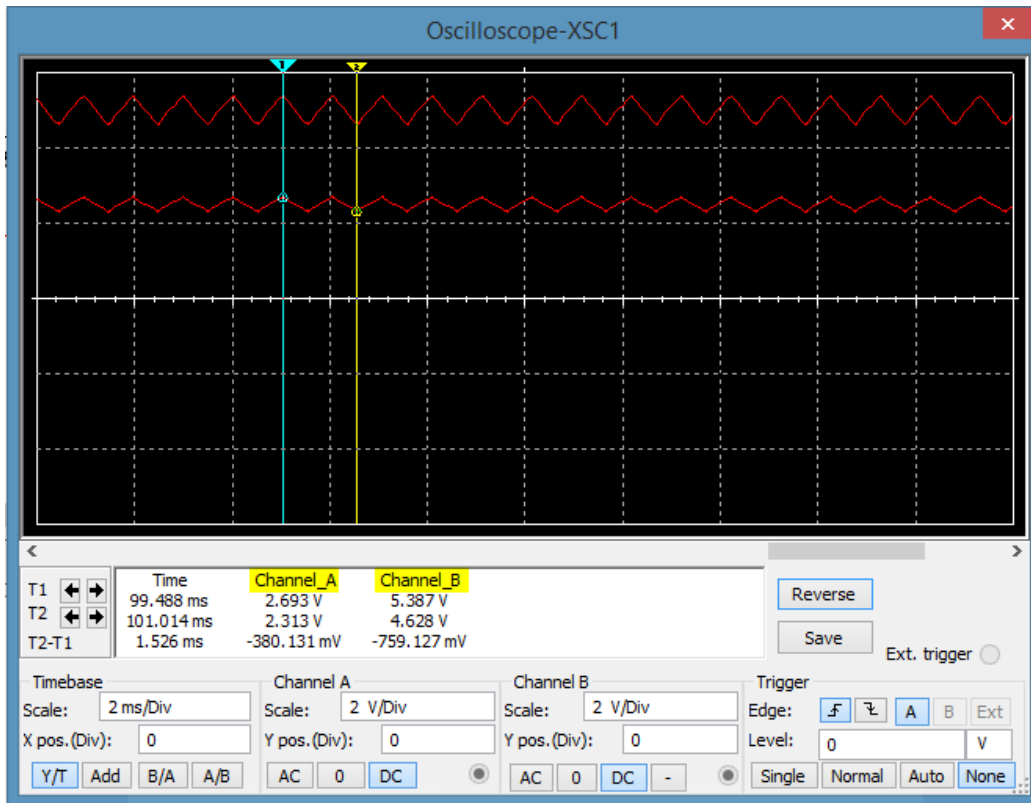 Oscilloscope-XSC1
1 2
Time Channel_A Channel_B
T1 99.488 ms 2.693 V 5.387 V
T2 101.014 ms 2.313 V 4.628 V
T2-T1 1.526 ms -380.131 mV -759.127 mV
Reverse
Save
Ext. trigger
Timebase
Scale: 2 ms/Div
X pos.(Div): 0
Y/T Add B/A A/B
Channel A
Scale: 2 V/Div
Y pos.(Div): 0
AC 0 DC
Channel B
Scale: 2 V/Div
Y pos.(Div): 0
AC 0 DC -
Trigger
Edge: A B Ext
Level: 0 V
Single Normal Auto None